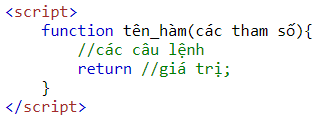 <script>
function tên_hàm(các tham số){
//các câu lệnh
return //giá trị;
}
</script>